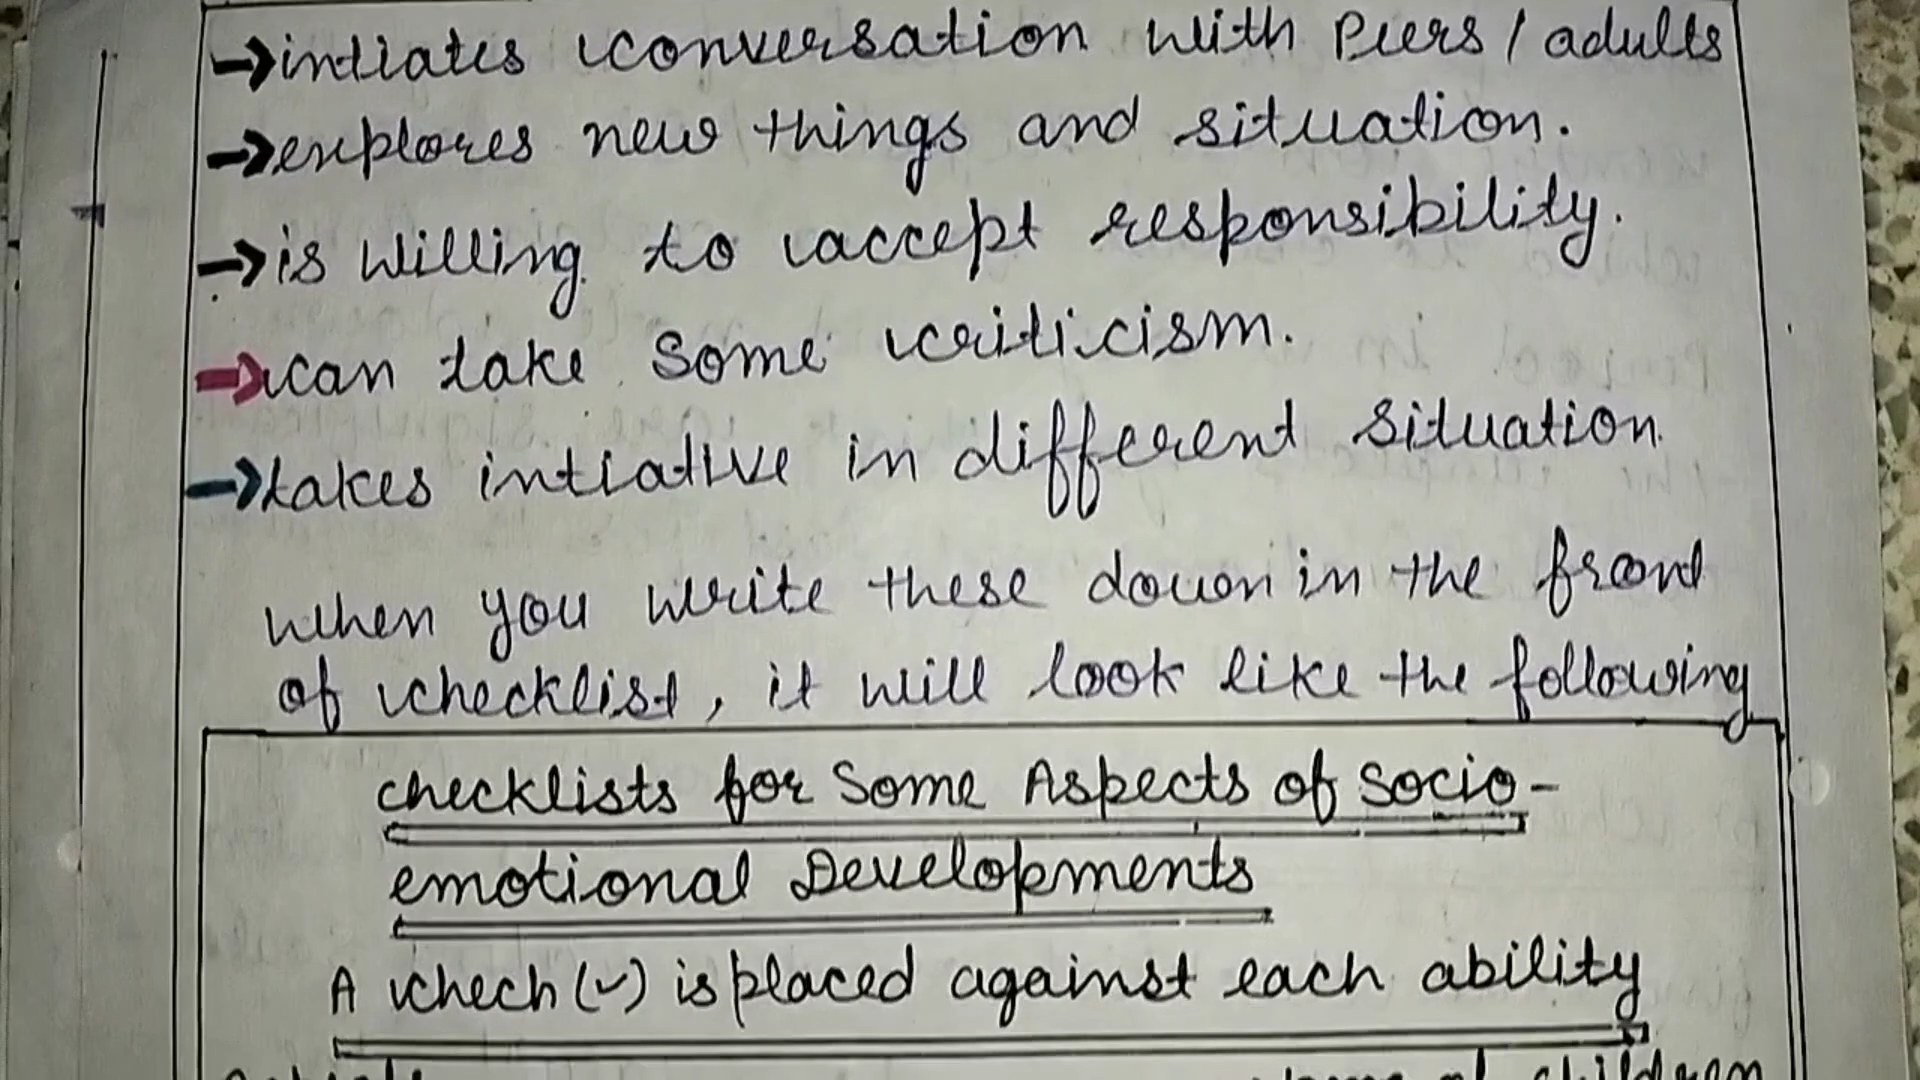 →intiates conversation with Peers / adults
→explores new things and situation.
→is willing to accept responsibility.
→can take some criticism.
→takes intiative in different situation
when you write these down in the front
of checklist, it will look like the following
checklists for Some Aspects of Socio-
emotional Developments
A chech (✓) is placed against each ability
of children